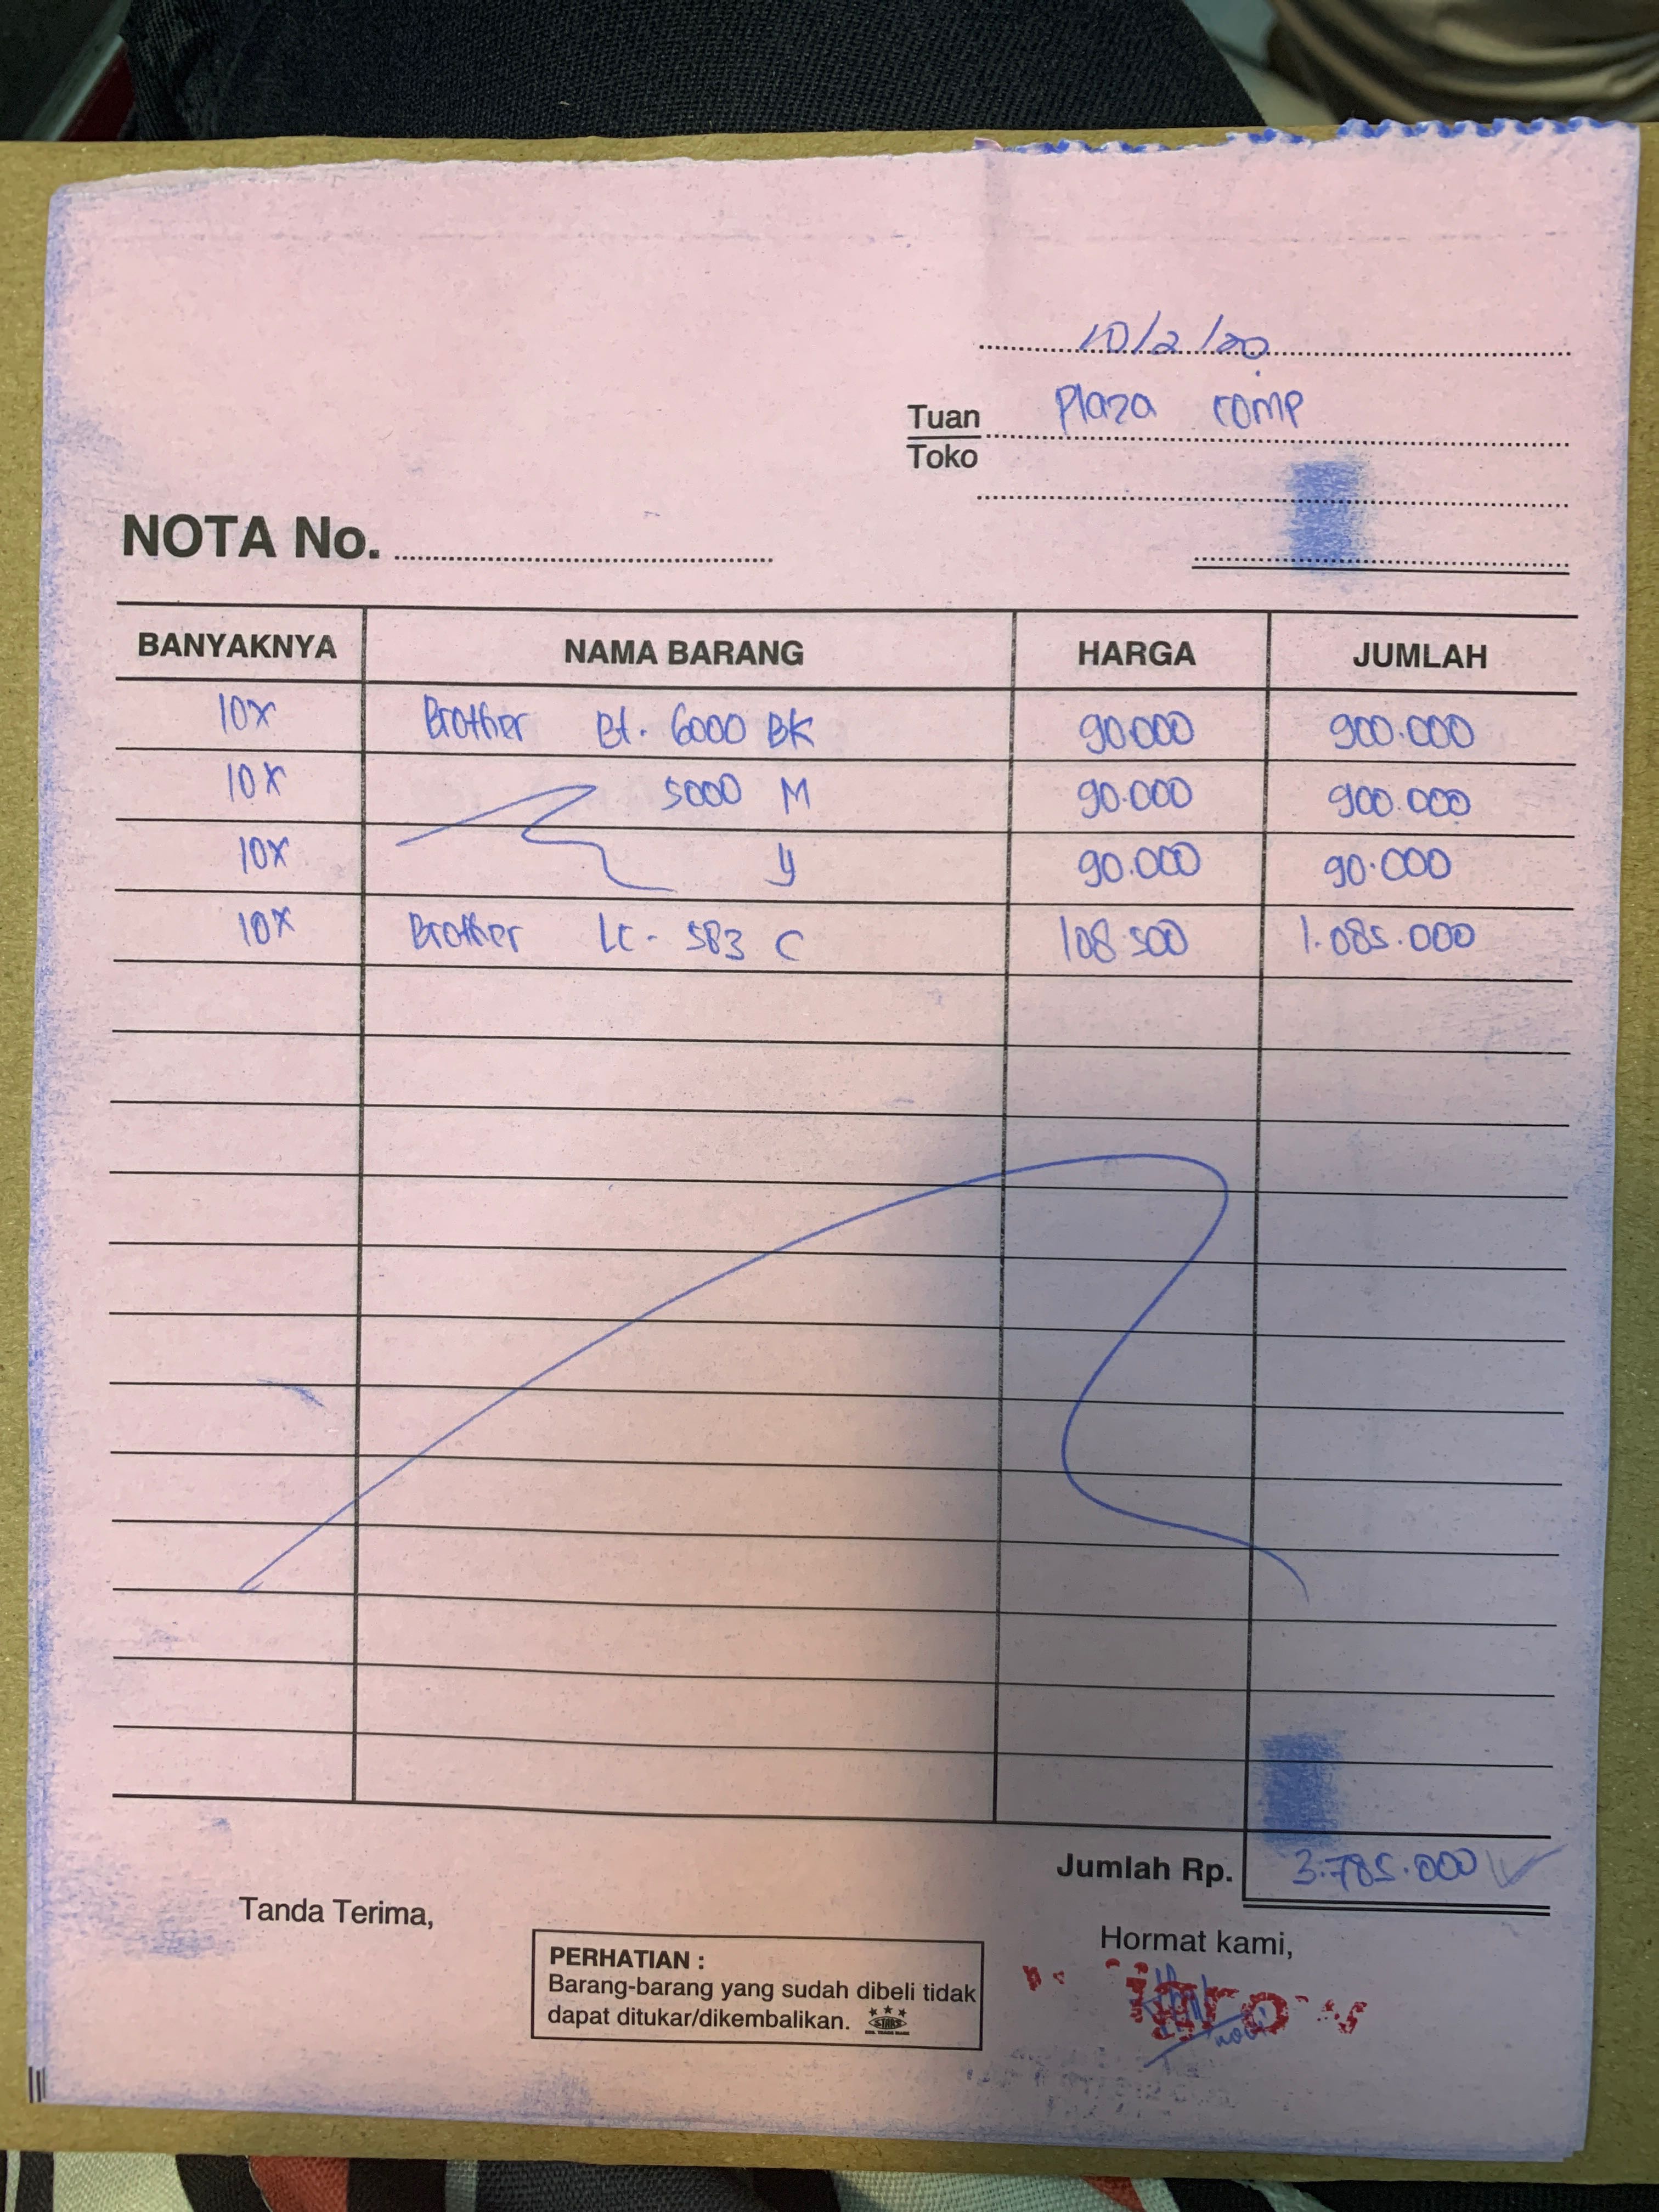 10/2/20
Tuan Plaza comp
Toko
NOTA No.
BANYAKNYA NAMA BARANG HARGA JUMLAH
10x Brother Bt. 6000 BK 90.000 900.000
10x 5000 M 90.000 900.000
10x y 90.000 90.000
10x Brother LC- 583 C 108.500 1.085.000
Jumlah Rp. 3.785.000
Tanda Terima,
Hormat kami,
PERHATIAN :
Barang-barang yang sudah dibeli tidak
dapat ditukar/dikembalikan.
STARS